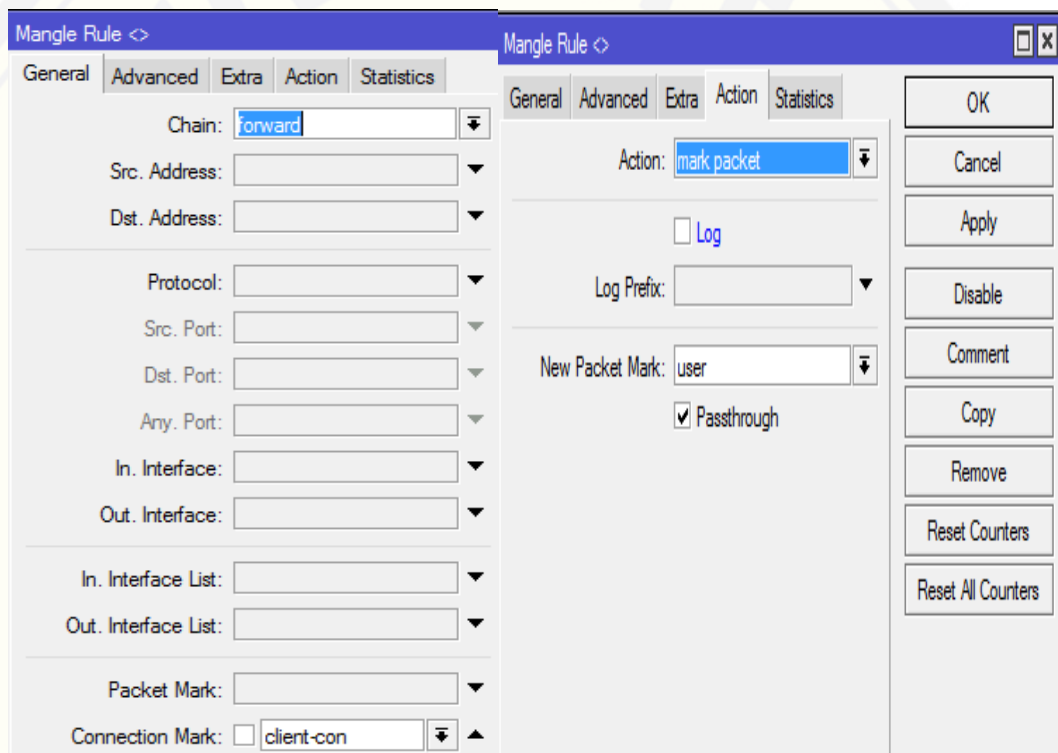 Mangle Rule <>
General Advanced Extra Action Statistics
Chain: forward
Src. Address:
Dst. Address:
Protocol:
Src. Port:
Dst. Port:
Any. Port:
In. Interface:
Out. Interface:
In. Interface List:
Out. Interface List:
Packet Mark:
Connection Mark: client-con
Mangle Rule <>
General Advanced Extra Action Statistics
Action: mark packet
Log
Log Prefix:
New Packet Mark: user
Passthrough
OK
Cancel
Apply
Disable
Comment
Copy
Remove
Reset Counters
Reset All Counters